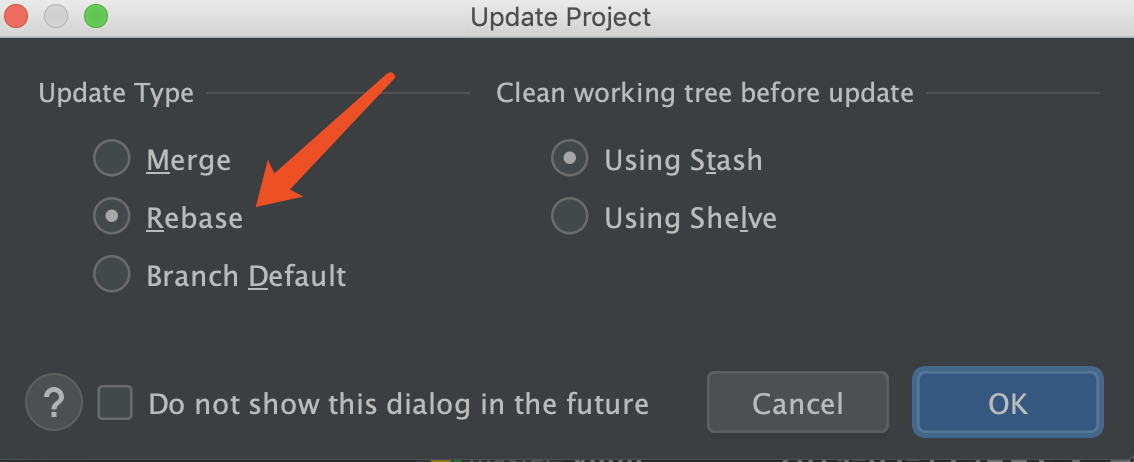 Update Project
Update Type
Clean working tree before update
Merge
Using Stash
Rebase
Using Shelve
Branch Default
?
Do not show this dialog in the future
Cancel
OK